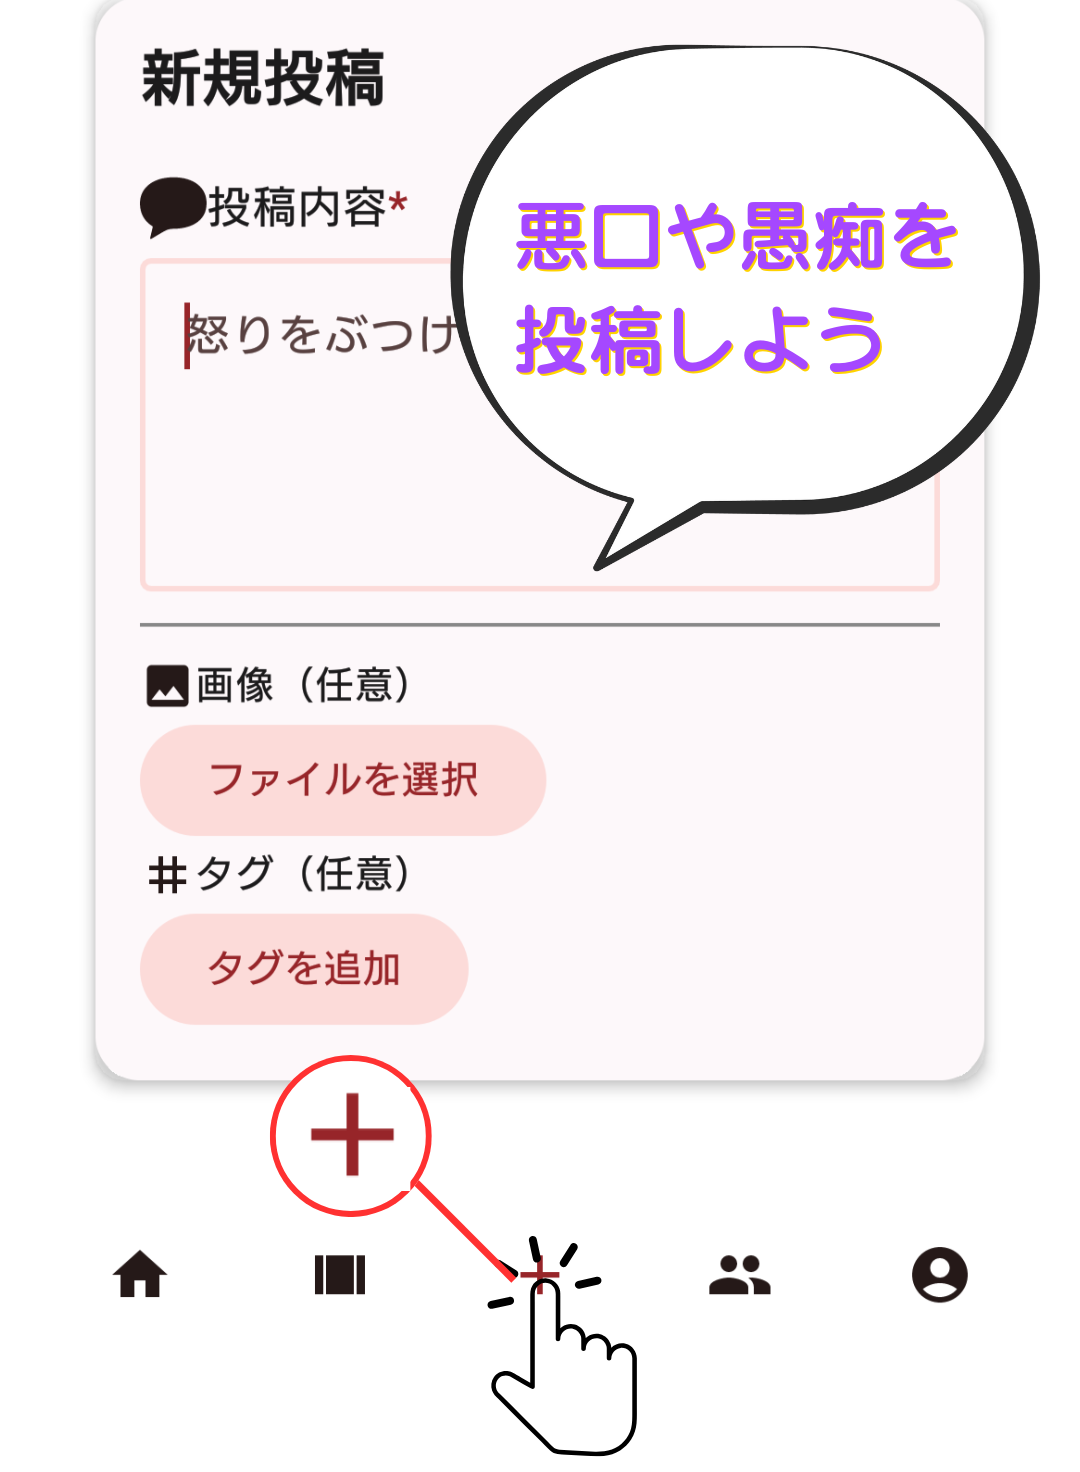 新規投稿
投稿内容*
怒りをぶつけ
悪口や愚痴を
投稿しよう
画像（任意）
ファイルを選択
タグ（任意）
タグを追加